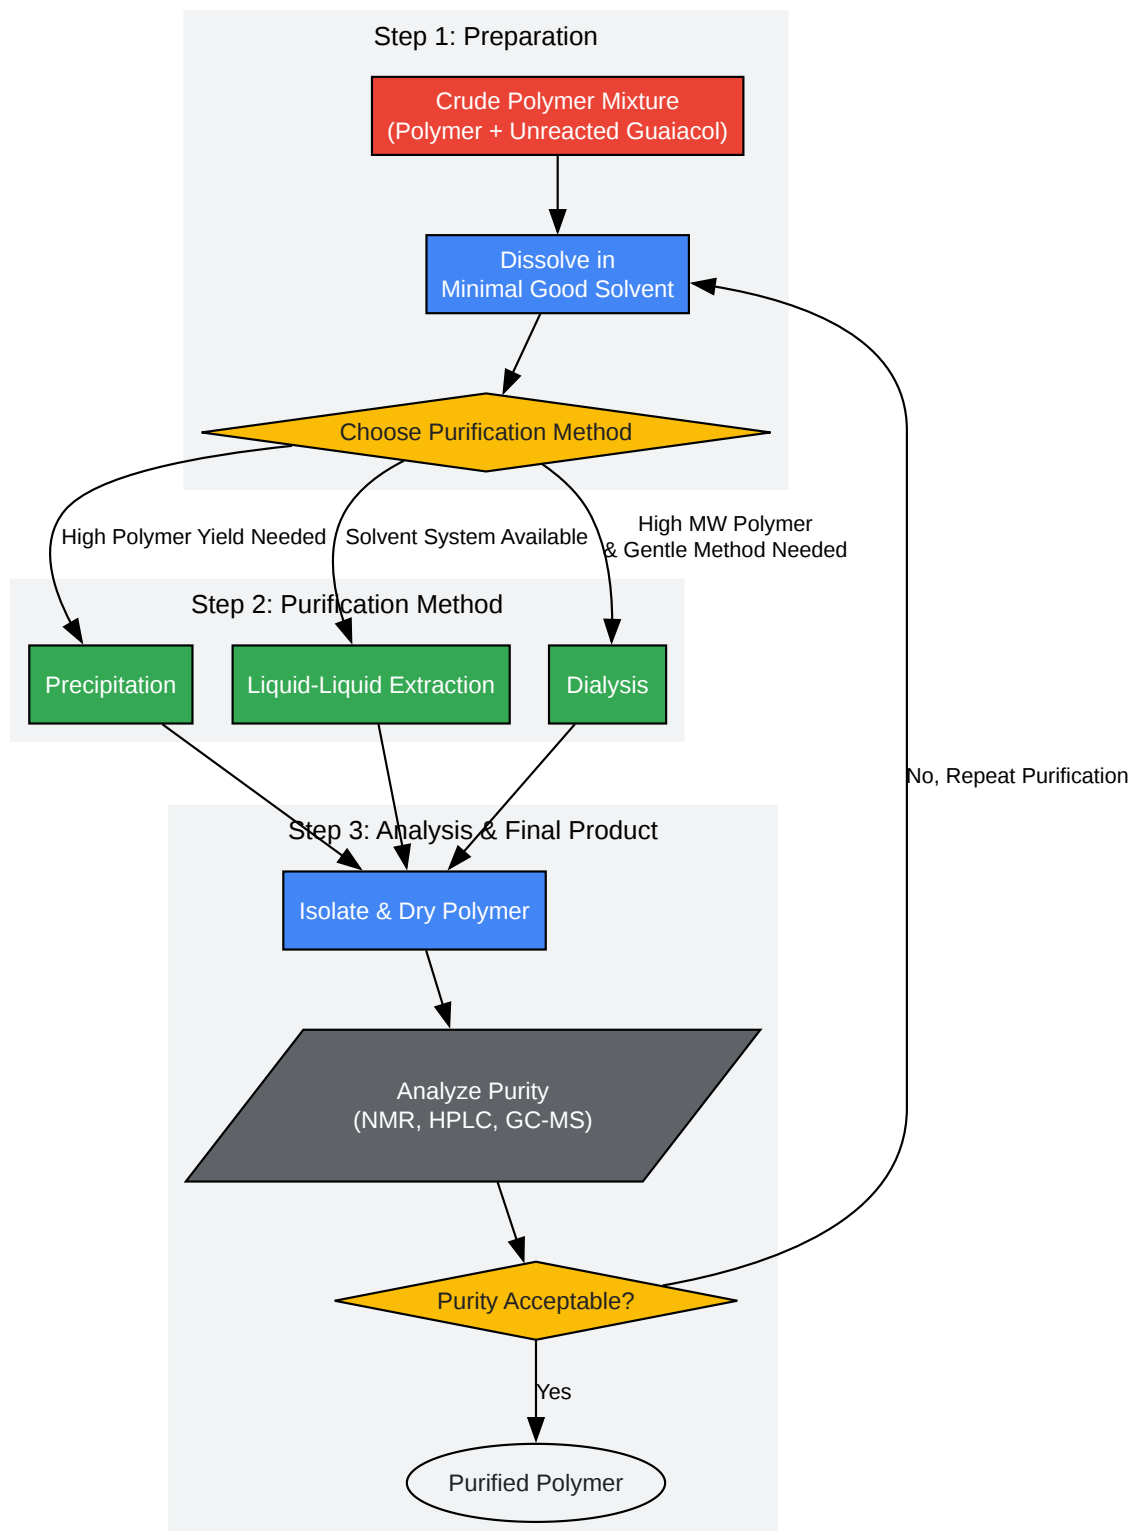 Step 1: Preparation
Crude Polymer Mixture
(Polymer + Unreacted Guaiacol)
Dissolve in
Minimal Good Solvent
Choose Purification Method
High Polymer Yield Needed
Solvent System Available
High MW Polymer
& Gentle Method Needed
Step 2: Purification Method
Precipitation
Liquid-Liquid Extraction
Dialysis
No, Repeat Purification
Step 3: Analysis & Final Product
Isolate & Dry Polymer
Analyze Purity
(NMR, HPLC, GC-MS)
Purity Acceptable?
Yes
Purified Polymer